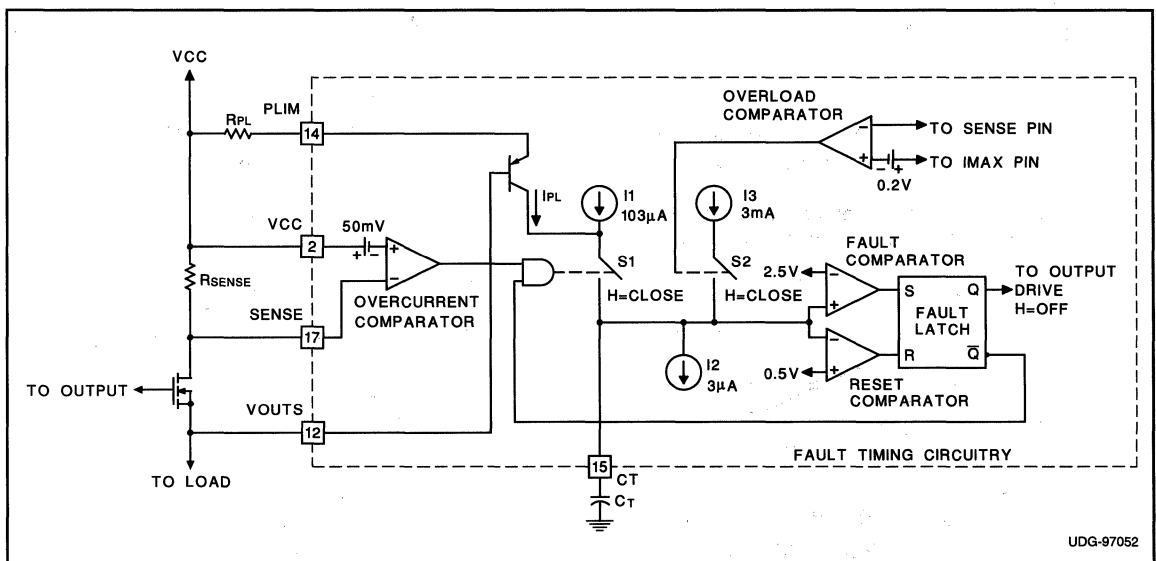 VCC
RPL
PLIM
14
OVERLOAD
COMPARATOR
−
+
TO SENSE PIN
TO IMAX PIN
− +
0.2V
IPL
I1
103µA
I3
3mA
VCC
2
50mV
+ −
+
−
OVERCURRENT
COMPARATOR
S1
H=CLOSE
S2
H=CLOSE
RSENSE
SENSE
17
FAULT
COMPARATOR
2.5V
−
+
S
Q
FAULT
LATCH
R
Q
TO OUTPUT
DRIVE
H=OFF
−
+
0.5V
RESET
COMPARATOR
I2
3µA
TO OUTPUT
VOUTS
12
TO LOAD
15
CT
CT
FAULT TIMING CIRCUITRY
UDG-97052